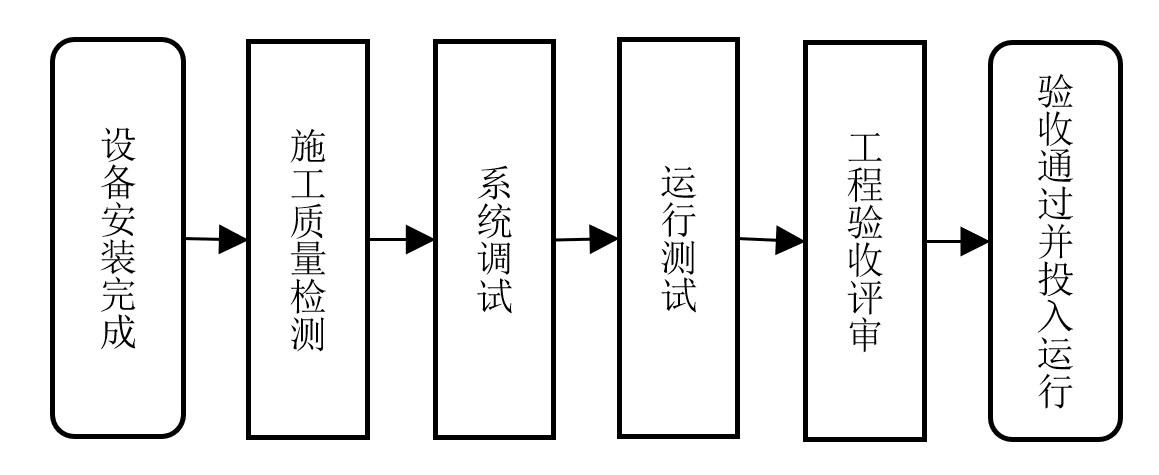 设备安装完成
施工质量检测
系统调试
运行测试
工程验收评审
验收通过并投入运行